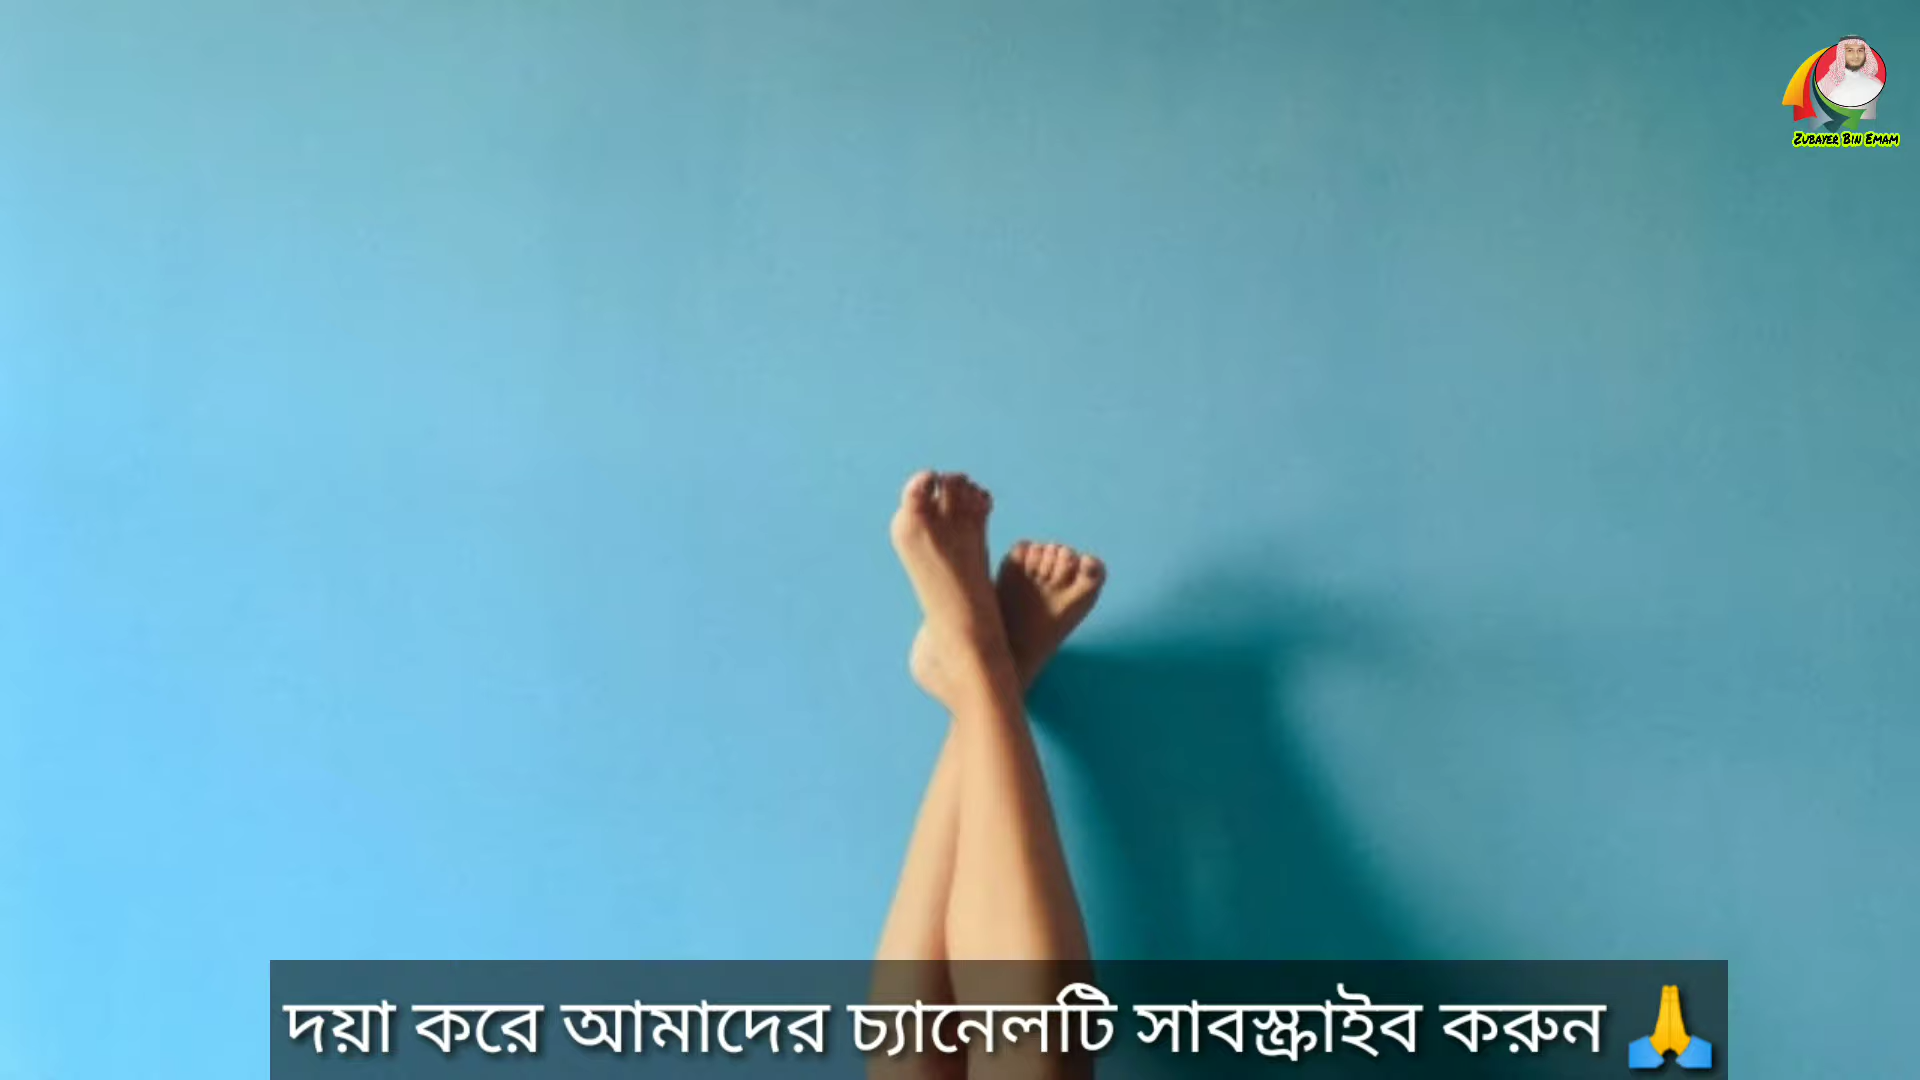 ZUBAYER BIN EMAM
দয়া করে আমাদের চ্যানেলটি সাবস্ক্রাইব করুন 🙏